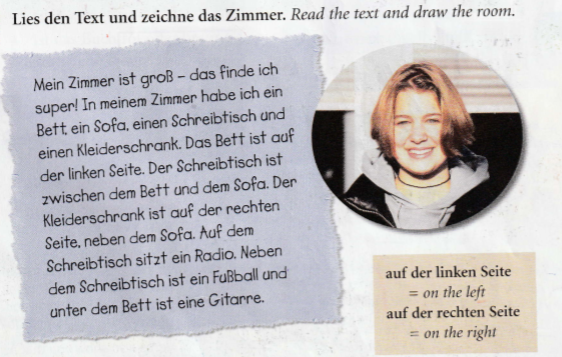 Lies den Text und zeichne das Zimmer. Read the text and draw the room.
Mein Zimmer ist groß – das finde ich
super! In meinem Zimmer habe ich ein
Bett, ein Sofa, einen Schreibtisch und
einen Kleiderschrank. Das Bett ist auf
der linken Seite. Der Schreibtisch ist
zwischen dem Bett und dem Sofa. Der
Kleiderschrank ist auf der rechten
Seite, neben dem Sofa. Auf dem
Schreibtisch sitzt ein Radio. Neben
dem Schreibtisch ist ein Fußball und
unter dem Bett ist eine Gitarre.
auf der linken Seite
= on the left
auf der rechten Seite
= on the right